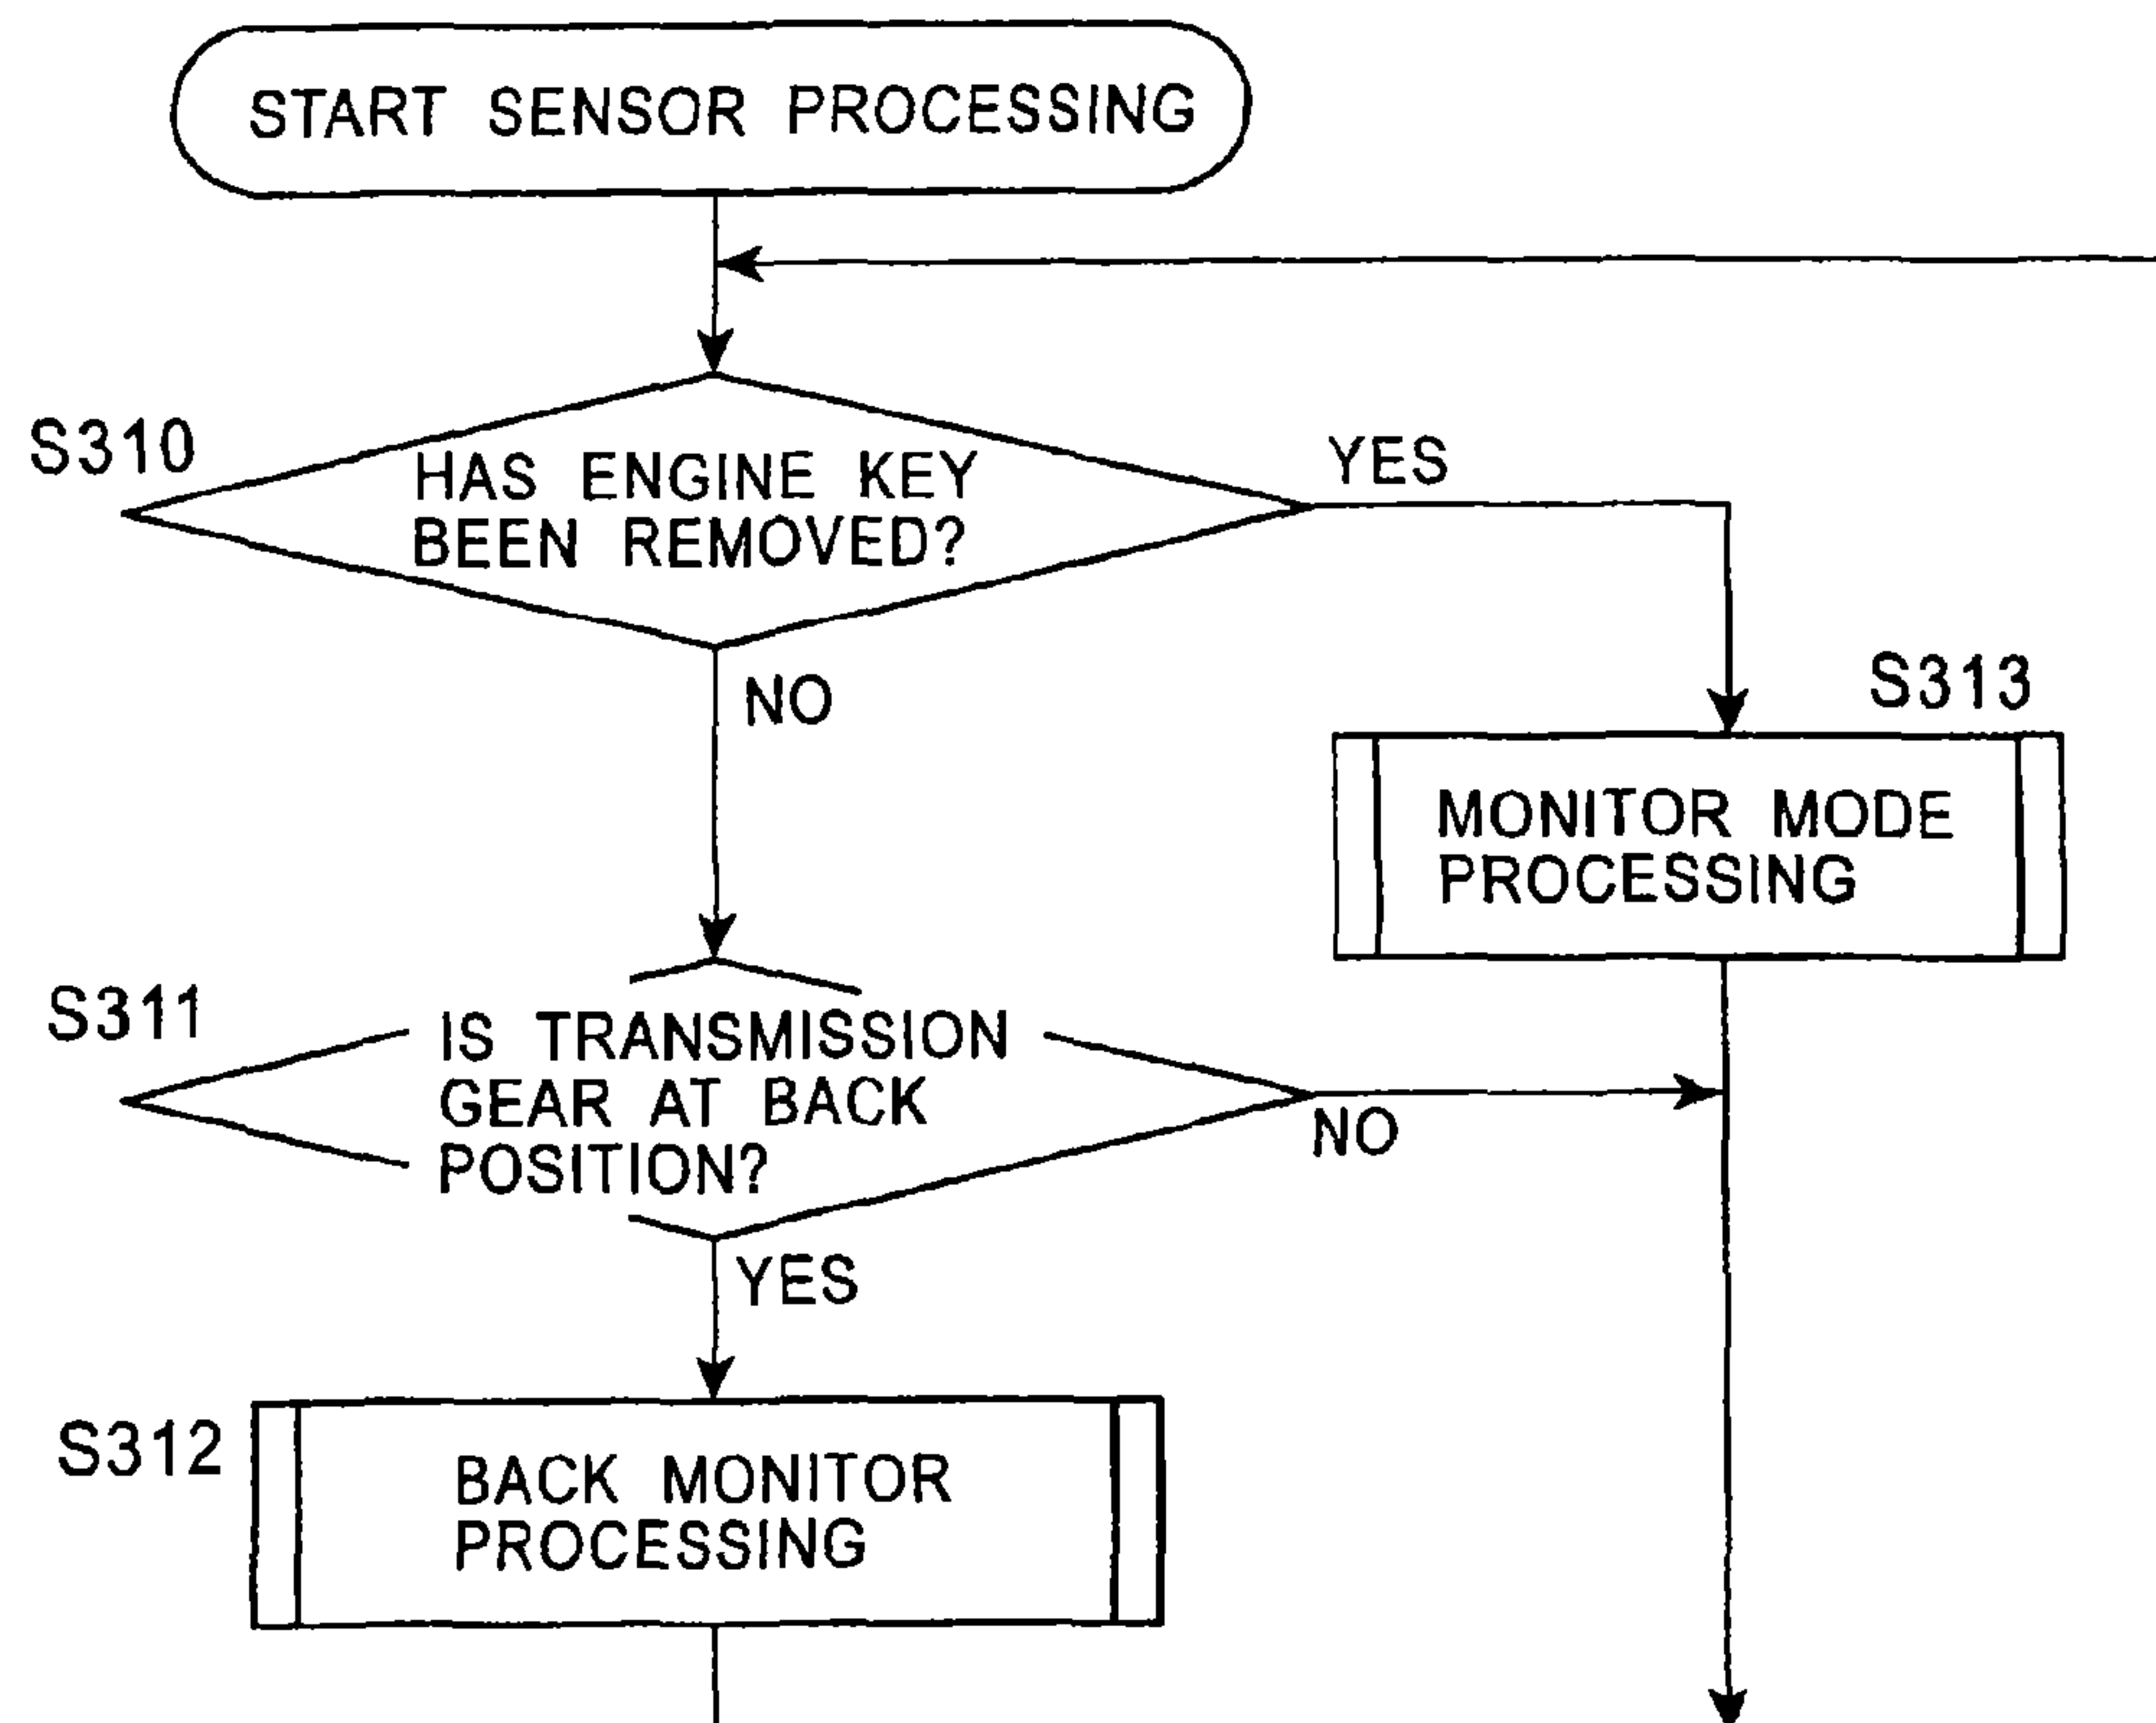 START SENSOR PROCESSING
S310
HAS ENGINE KEY
BEEN REMOVED?
YES
NO
S313
MONITOR MODE
PROCESSING
S311
IS TRANSMISSION
GEAR AT BACK
POSITION?
NO
YES
S312
BACK MONITOR
PROCESSING